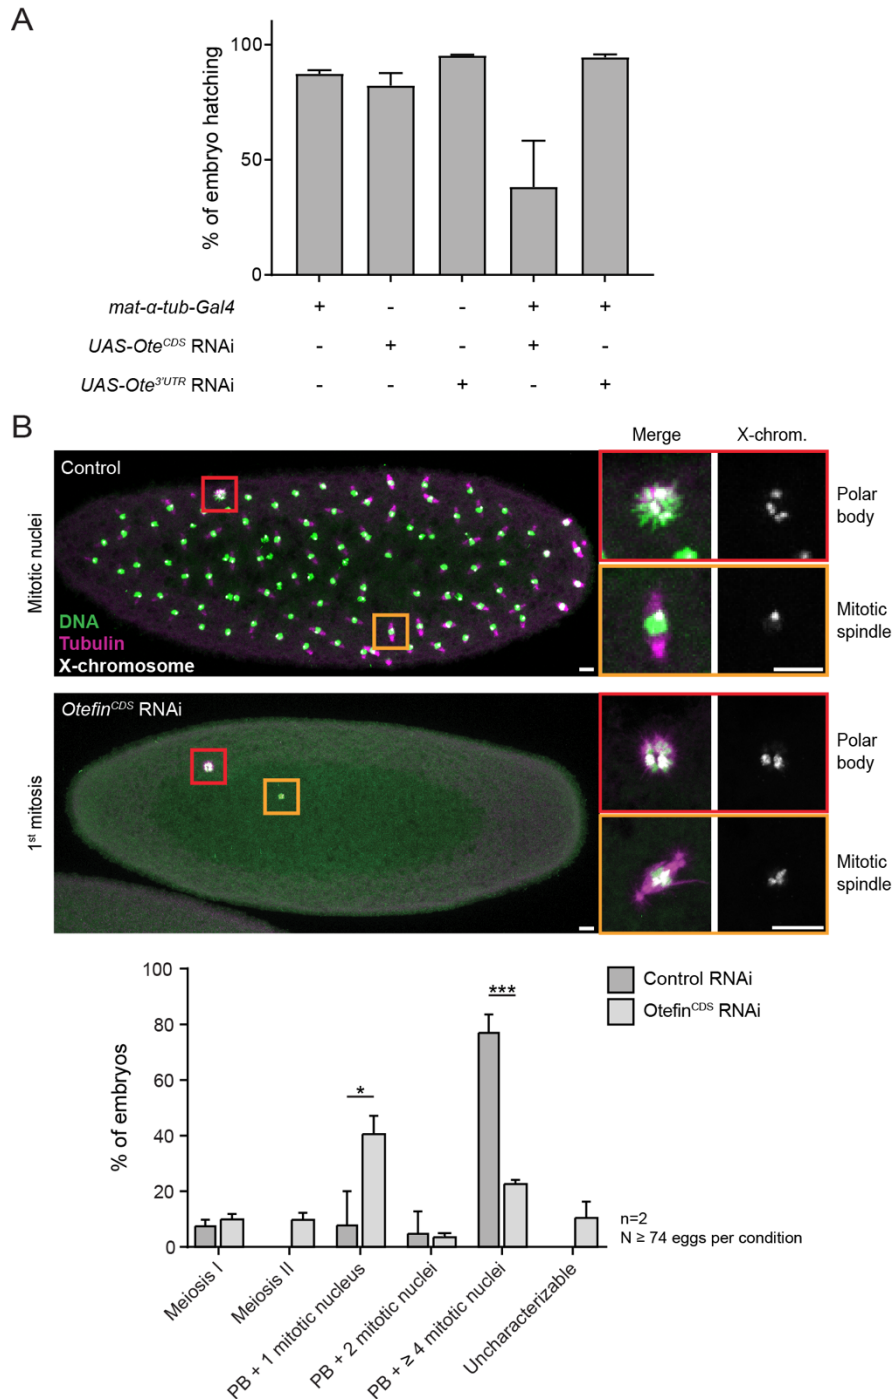 A
% of embryo hatching
100
50
0
mat-α-tub-Gal4 + - - + +
UAS-Ote^CDS RNAi - + - + -
UAS-Ote^3'UTR RNAi - - + - +
B
Merge X-chrom.
Mitotic nuclei
Control
DNA
Tubulin
X-chromosome
Polar
body
Mitotic
spindle
1st mitosis
Otefin^CDS RNAi
Polar
body
Mitotic
spindle
% of embryos
100
80
60
40
20
0
* ***
Control RNAi
Otefin^CDS RNAi
n=2
N ≥ 74 eggs per condition
Meiosis I
Meiosis II
PB + 1 mitotic nucleus
PB + 2 mitotic nuclei
PB + ≥ 4 mitotic nuclei
Uncharacterizable